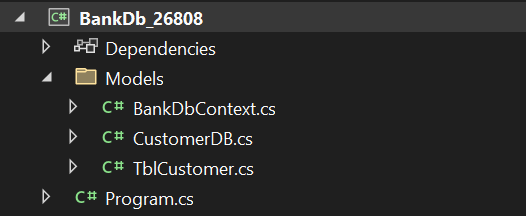 C# BankDb_26808
Dependencies
Models
C# BankDbContext.cs
C# CustomerDB.cs
C# TblCustomer.cs
C# Program.cs